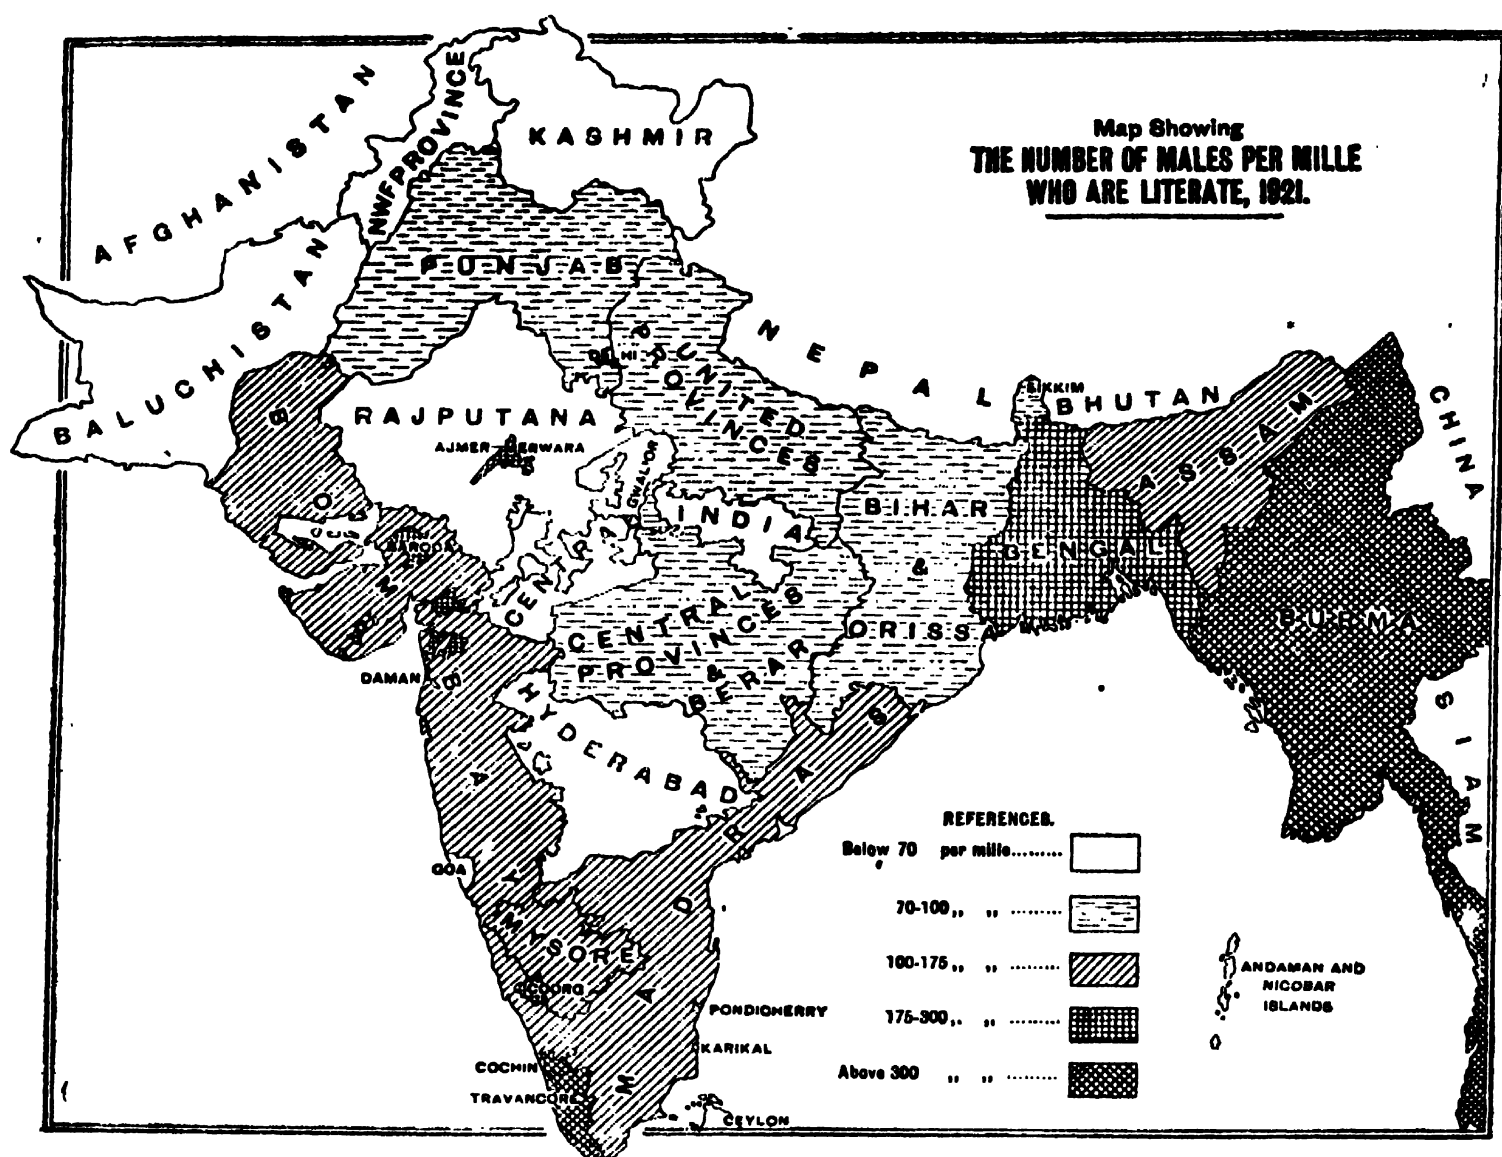 Map Showing
THE NUMBER OF MALES PER MILLE
WHO ARE LITERATE, 1921.
AFGHANISTAN
NWFPROVINCE
KASHMIR
PUNJAB
BALUCHISTAN
DELHI
UNITED
PROVINCES
NEPAL
SIKKIM
BHUTAN
ASSAM
CHINA
RAJPUTANA
AJMER MERWARA
GWALIOR
CENTRAL
INDIA
BIHAR
&
ORISSA
BENGAL
BURMA
SIAM
BARODA
BOMBAY
CENTRAL
PROVINCES
&
BERAR
DAMAN
HYDERABAD
MADRAS
GOA
MYSORE
COORG
PONDICHERRY
KARIKAL
COCHIN
TRAVANCORE
CEYLON
ANDAMAN AND
NICOBAR
ISLANDS
REFERENCES.
Below 70 per mille.........
70-100 ,, ,, .........
100-175 ,, ,, .........
175-300 ,, ,, .........
Above 300 ,, ,, .........